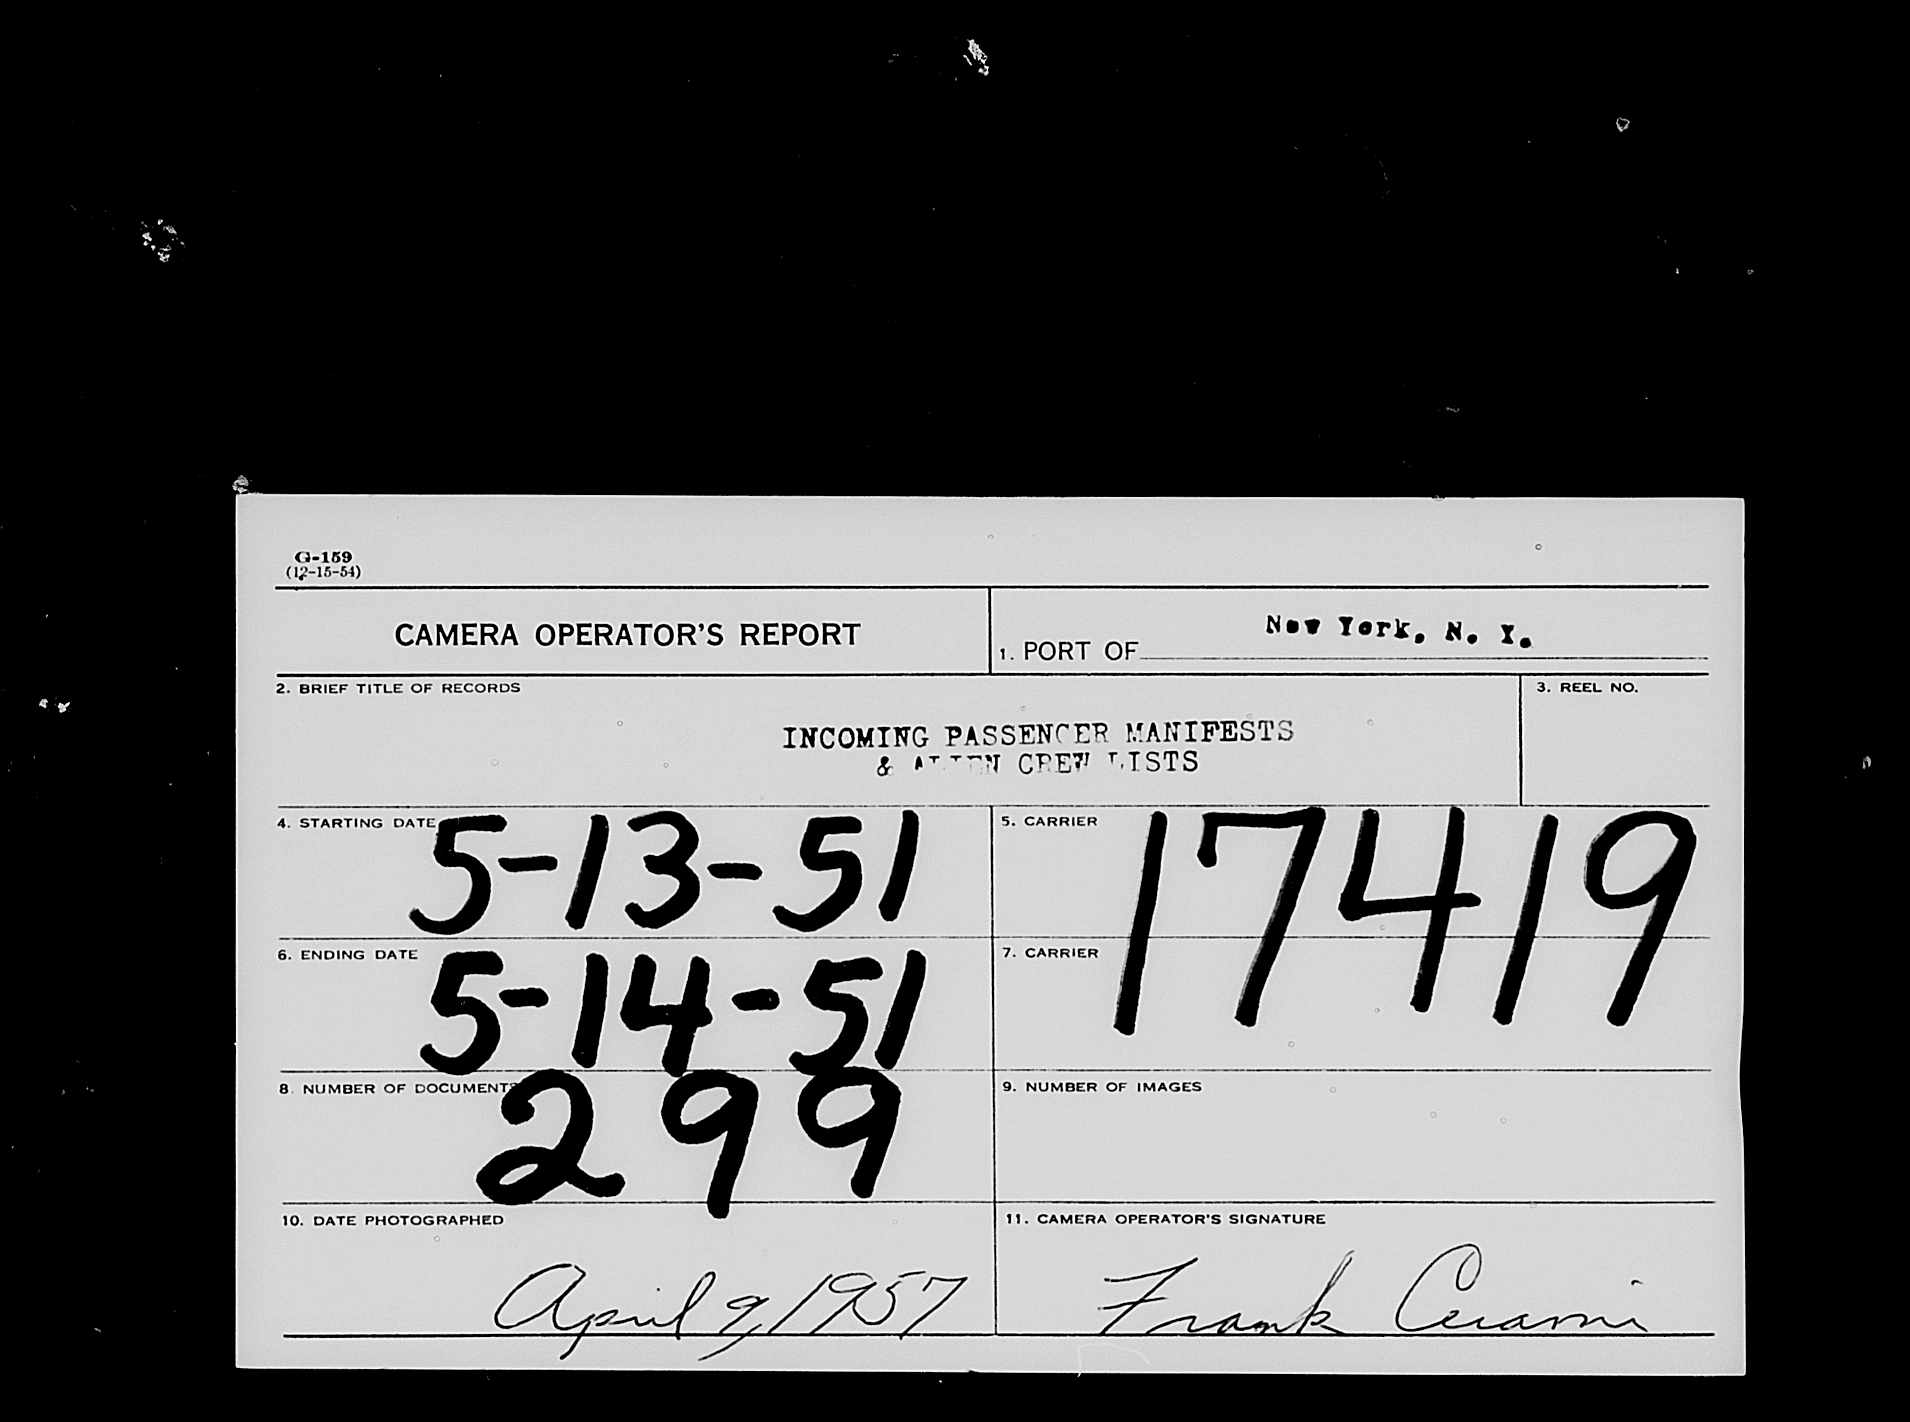 G-159
(12-15-54)
CAMERA OPERATOR'S REPORT
1. PORT OF New York, N. Y.
2. BRIEF TITLE OF RECORDS
INCOMING PASSENGER MANIFESTS
& ALIEN CREW LISTS
3. REEL NO.
4. STARTING DATE 5-13-51
5. CARRIER 17419
6. ENDING DATE 5-14-51
7. CARRIER
8. NUMBER OF DOCUMENTS 299
9. NUMBER OF IMAGES
10. DATE PHOTOGRAPHED
April 9, 1957
11. CAMERA OPERATOR'S SIGNATURE
Frank Cerami